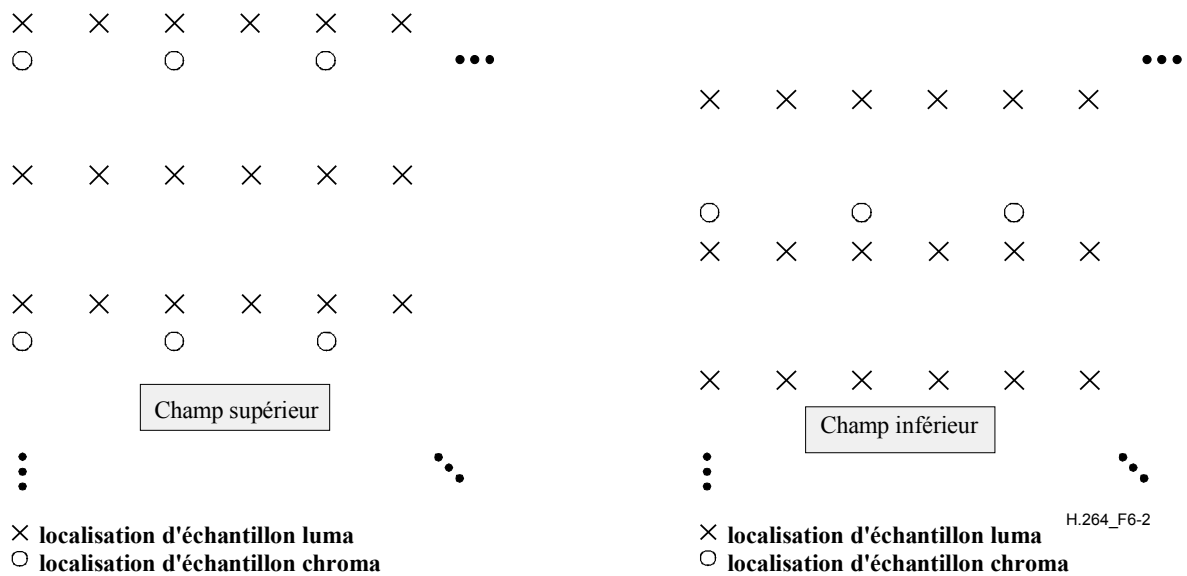 Champ supérieur
Champ inférieur
localisation d'échantillon luma
localisation d'échantillon chroma
H.264_F6-2
localisation d'échantillon luma
localisation d'échantillon chroma